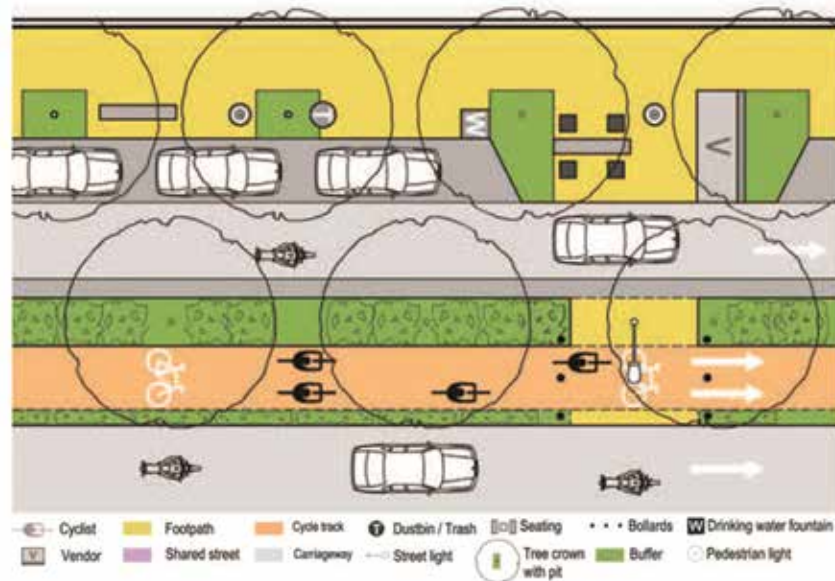 T
W
V
Cyclist Footpath Cycle track T Dustbin / Trash Seating Bollards W Drinking water fountain
V Vendor Shared street Carriageway Street light Tree crown with pit Buffer Pedestrian light